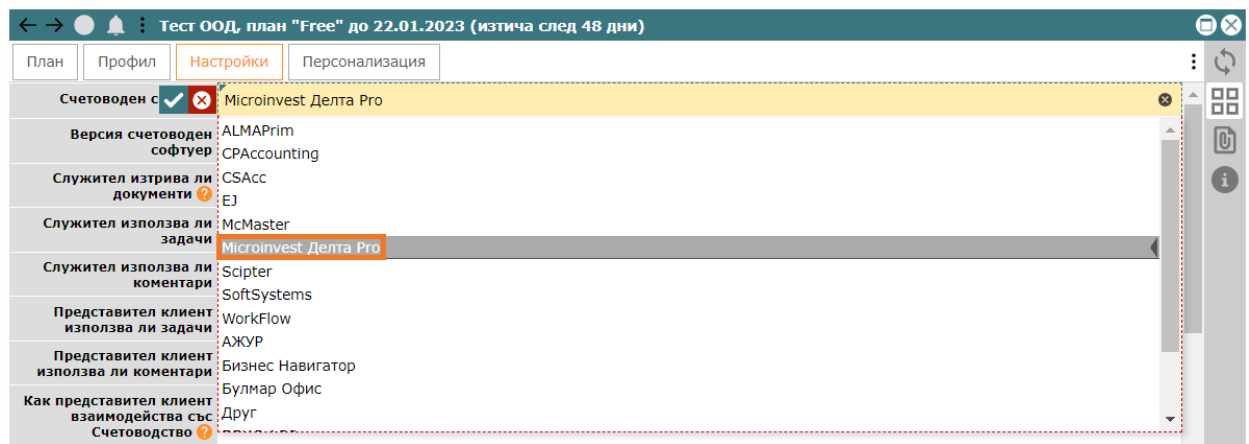 Тест ООД, план "Free" до 22.01.2023 (изтича след 48 дни)
План Профил Настройки Персонализация
Счетоводен с
Microinvest Делта Pro
Версия счетоводен
софтуер
Служител изтрива ли
документи ?
Служител използва ли
задачи
Служител използва ли
коментари
Представител клиент
използва ли задачи
Представител клиент
използва ли коментари
Как представител клиент
взаимодейства със
Счетоводство ?
ALMAPrim
CPAccounting
CSAcc
EJ
McMaster
Microinvest Делта Pro
Scipter
SoftSystems
WorkFlow
АЖУР
Бизнес Навигатор
Булмар Офис
Друг